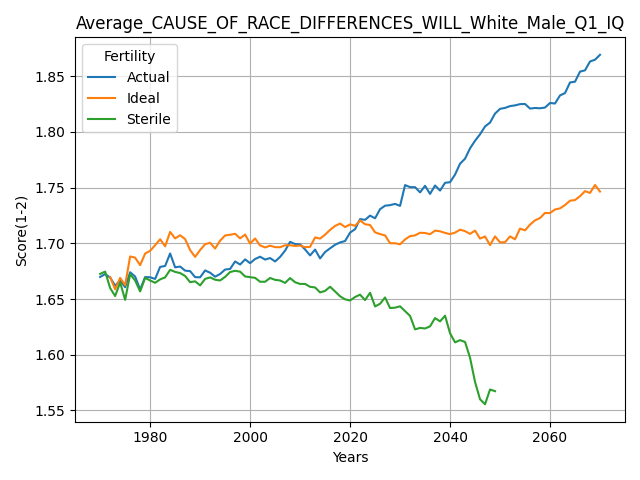 Average_CAUSE_OF_RACE_DIFFERENCES_WILL_White_Male_Q1_IQ
Fertility
Actual
Ideal
Sterile
Score(1-2)
1.85
1.80
1.75
1.70
1.65
1.60
1.55
1980
2000
2020
2040
2060
Years